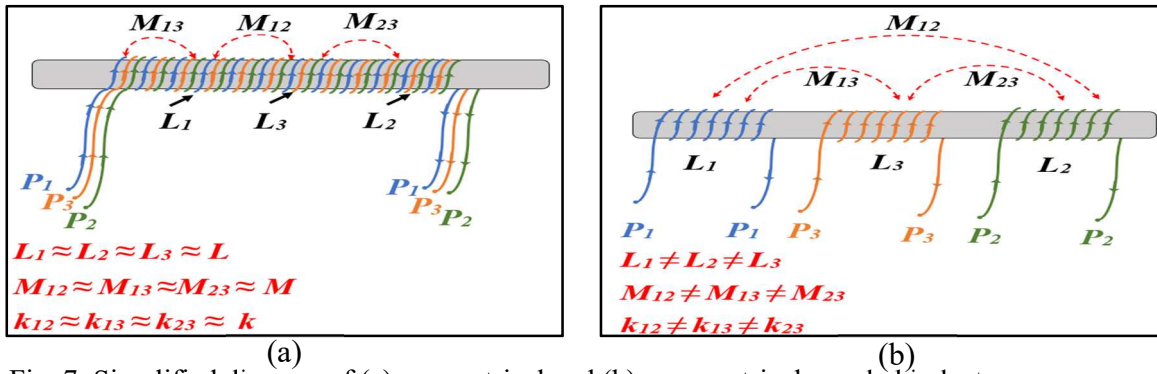 M13 M12 M23
L1 L3 L2
P1 P3 P2
P1 P3 P2
L1 ≈ L2 ≈ L3 ≈ L
M12 ≈ M13 ≈ M23 ≈ M
k12 ≈ k13 ≈ k23 ≈ k
(a)
M12
M13 M23
L1 L3 L2
P1 P1 P3 P3 P2 P2
L1 ≠ L2 ≠ L3
M12 ≠ M13 ≠ M23
k12 ≠ k13 ≠ k23
(b)